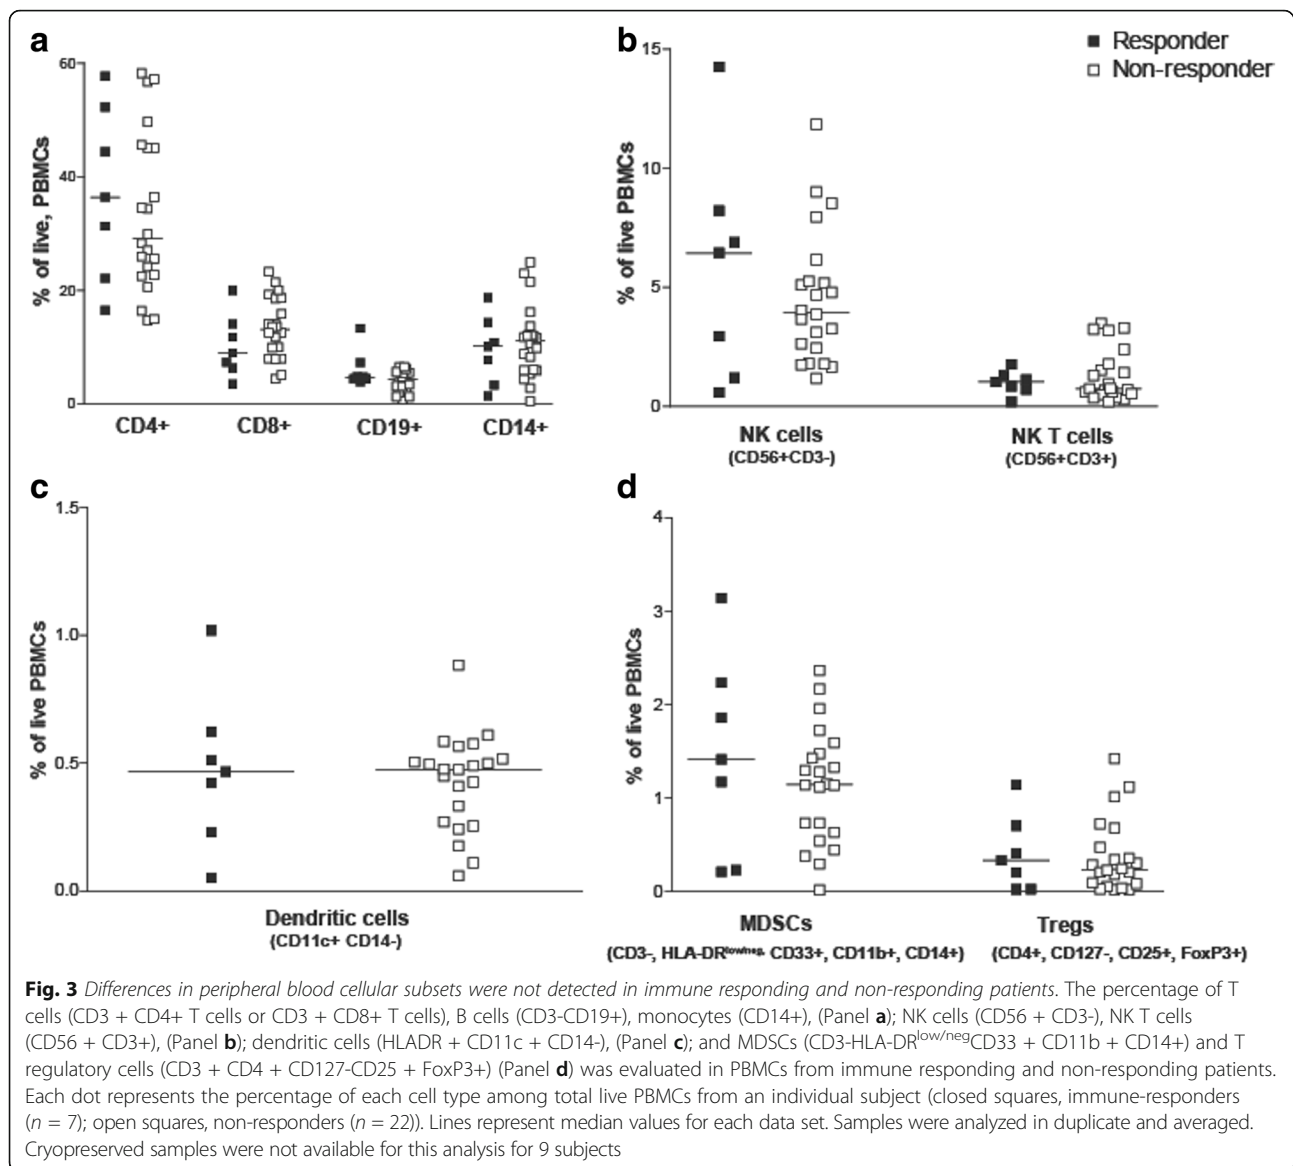 a
% of live, PBMCs
60
40
20
0
CD4+ CD8+ CD19+ CD14+
b
■ Responder
□ Non-responder
% of live PBMCs
15
10
5
0
NK cells
(CD56+CD3-)
NK T cells
(CD56+CD3+)
c
% of live PBMCs
1.5
1.0
0.5
0.0
Dendritic cells
(CD11c+ CD14-)
d
% of live PBMCs
4
3
2
1
0
MDSCs
(CD3-, HLA-DRlow/neg, CD33+, CD11b+, CD14+)
Tregs
(CD4+, CD127-, CD25+, FoxP3+)
Fig. 3 Differences in peripheral blood cellular subsets were not detected in immune responding and non-responding patients. The percentage of T
cells (CD3 + CD4+ T cells or CD3 + CD8+ T cells), B cells (CD3-CD19+), monocytes (CD14+), (Panel a); NK cells (CD56 + CD3-), NK T cells
(CD56 + CD3+), (Panel b); dendritic cells (HLADR + CD11c + CD14-), (Panel c); and MDSCs (CD3-HLA-DRlow/negCD33 + CD11b + CD14+) and T
regulatory cells (CD3 + CD4 + CD127-CD25 + FoxP3+) (Panel d) was evaluated in PBMCs from immune responding and non-responding patients.
Each dot represents the percentage of each cell type among total live PBMCs from an individual subject (closed squares, immune-responders
(n = 7); open squares, non-responders (n = 22)). Lines represent median values for each data set. Samples were analyzed in duplicate and averaged.
Cryopreserved samples were not available for this analysis for 9 subjects